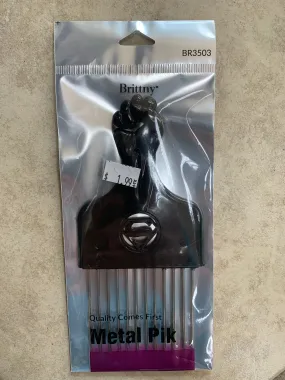 BR3503
Brittny
$ 1.99
Quality Comes First
Metal Pik